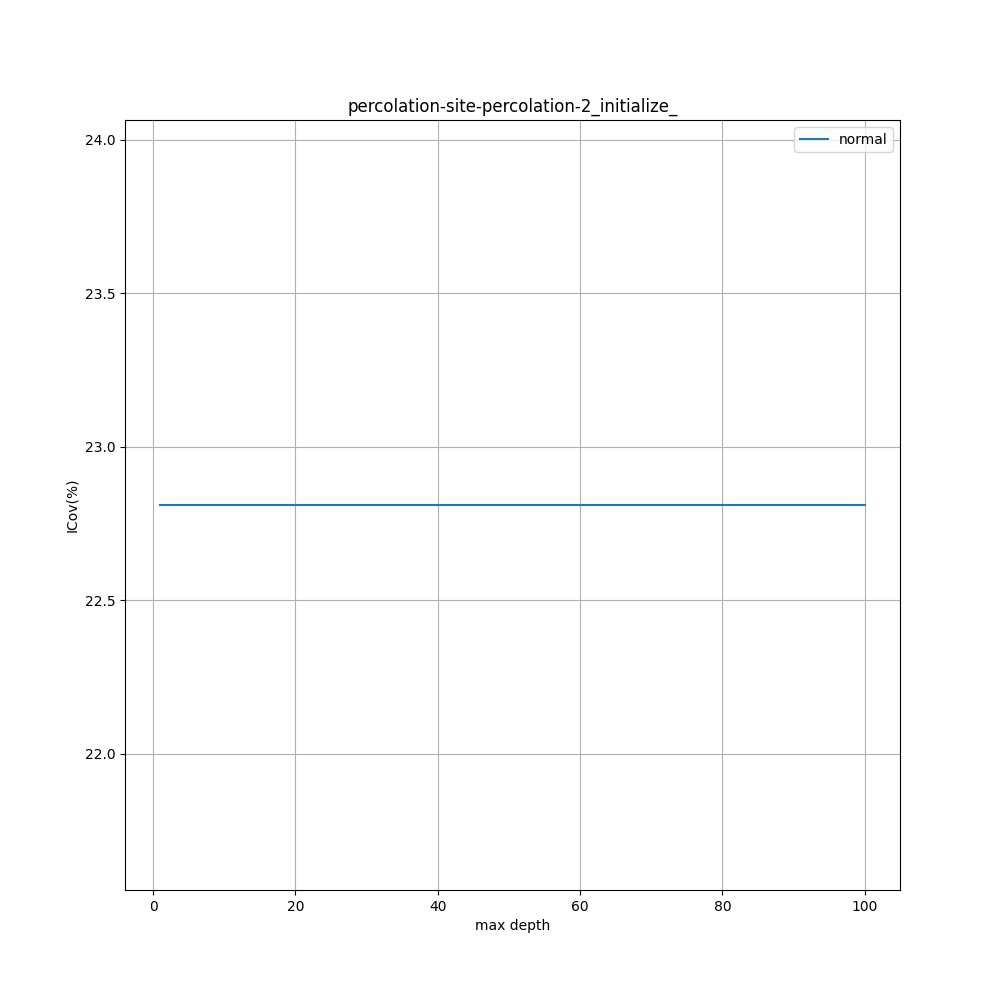 percolation-site-percolation-2_initialize_
normal
24.0
23.5
23.0
22.5
22.0
ICov(%)
0 20 40 60 80 100
max depth